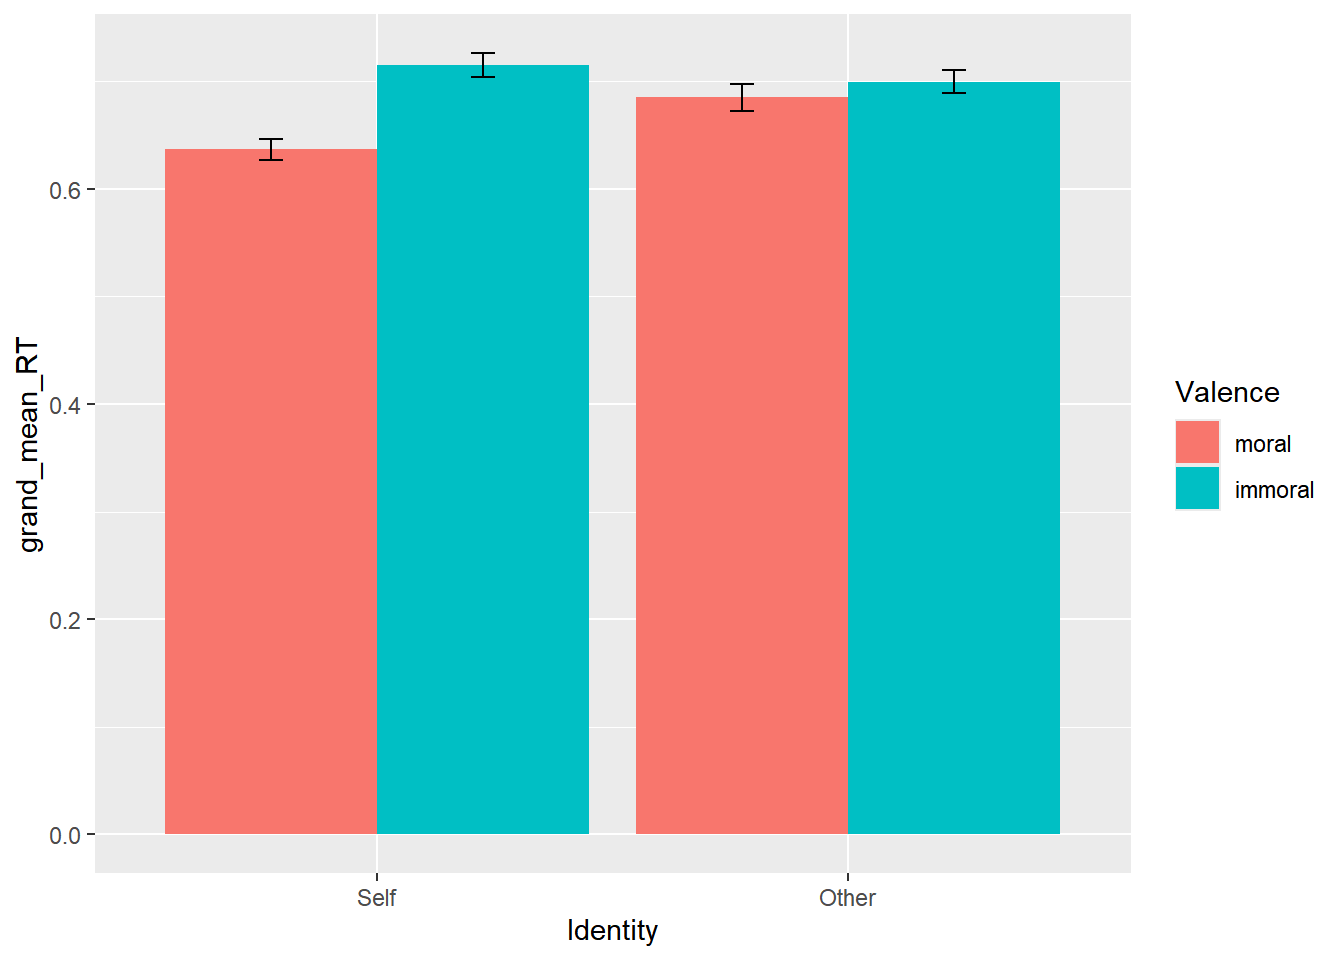 grand_mean_RT
0.6
0.4
0.2
0.0
Self
Other
Identity
Valence
moral
immoral